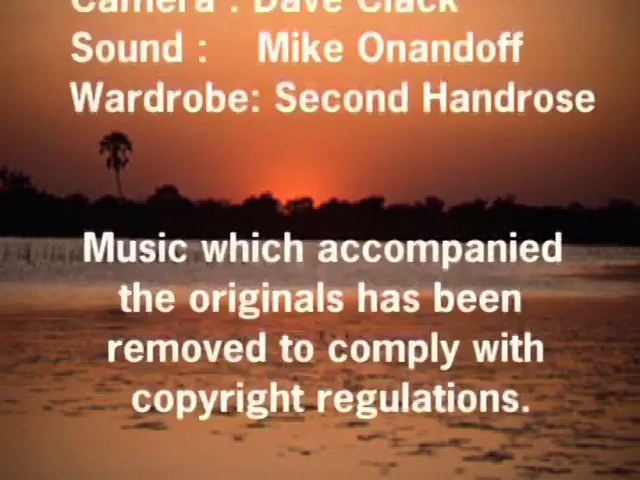 Camera : Dave Clack
Sound : Mike Onandoff
Wardrobe: Second Handrose
Music which accompanied
the originals has been
removed to comply with
copyright regulations.